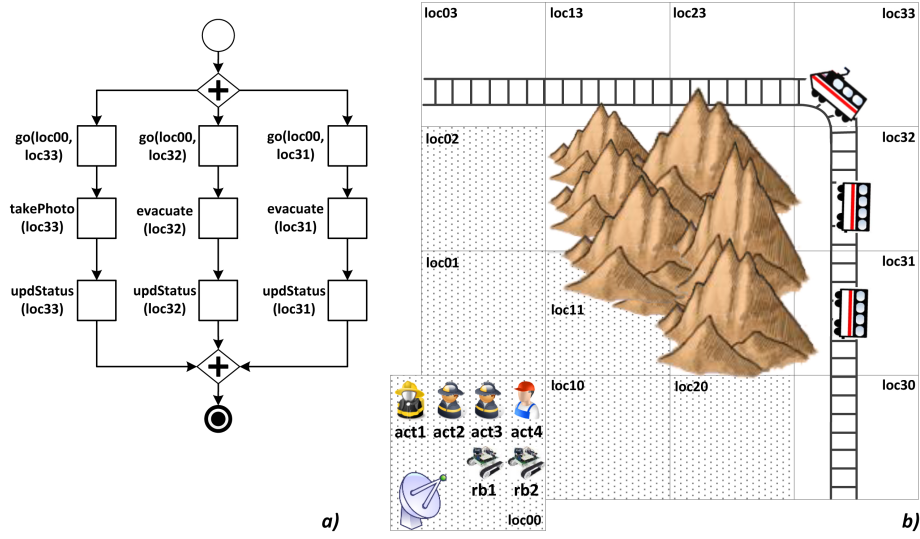 go(loc00,
loc33)
go(loc00,
loc32)
go(loc00,
loc31)
takePhoto
(loc33)
evacuate
(loc32)
evacuate
(loc31)
updStatus
(loc33)
updStatus
(loc32)
updStatus
(loc31)
a)
loc03
loc13
loc23
loc33
loc02
loc32
loc01
loc11
loc31
loc10
loc20
loc30
act1
act2
act3
act4
rb1
rb2
loc00
b)